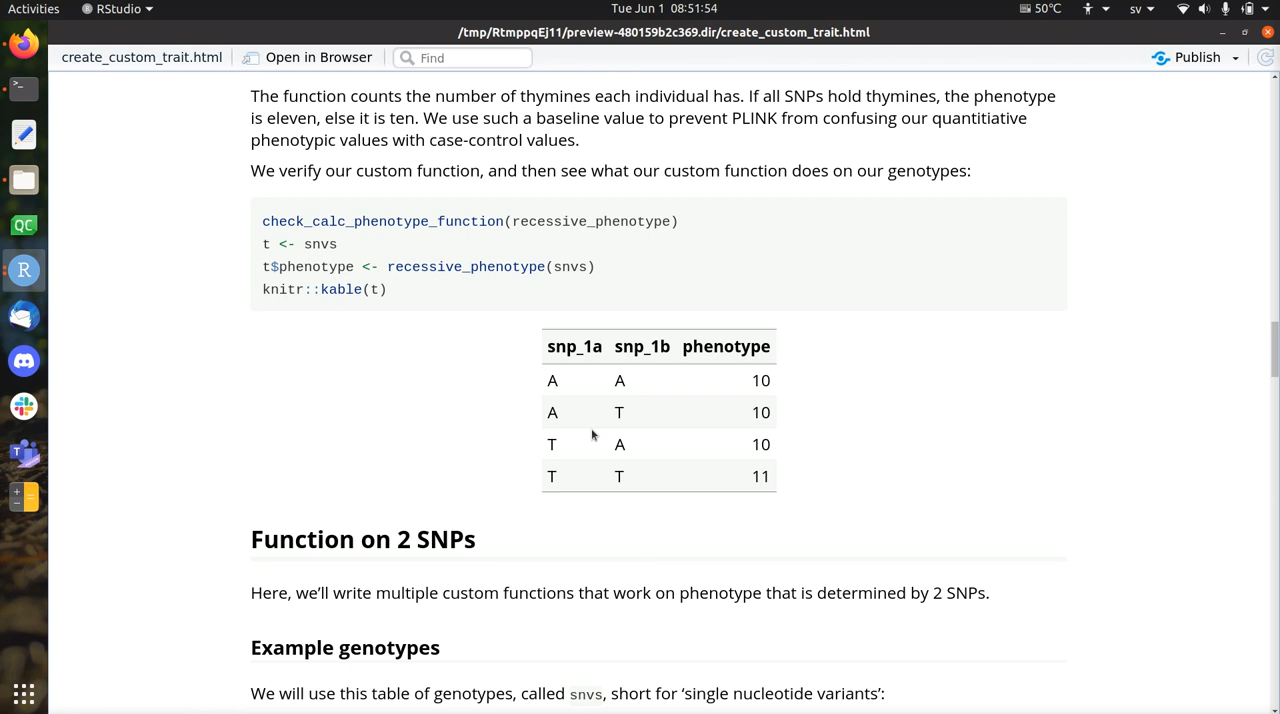 Activities RStudio Tue Jun 1 08:51:54 50°C sv
/tmp/RtmppqEj11/preview-480159b2c369.dir/create_custom_trait.html
create_custom_trait.html Open in Browser Find Publish
The function counts the number of thymines each individual has. If all SNPs hold thymines, the phenotype
is eleven, else it is ten. We use such a baseline value to prevent PLINK from confusing our quantitiative
phenotypic values with case-control values.
We verify our custom function, and then see what our custom function does on our genotypes:
check_calc_phenotype_function(recessive_phenotype)
t <- snvs
t$phenotype <- recessive_phenotype(snvs)
knitr::kable(t)
snp_1a snp_1b phenotype
A A 10
A T 10
T A 10
T T 11
Function on 2 SNPs
Here, we’ll write multiple custom functions that work on phenotype that is determined by 2 SNPs.
Example genotypes
We will use this table of genotypes, called snvs, short for ‘single nucleotide variants’:
QC
R
T